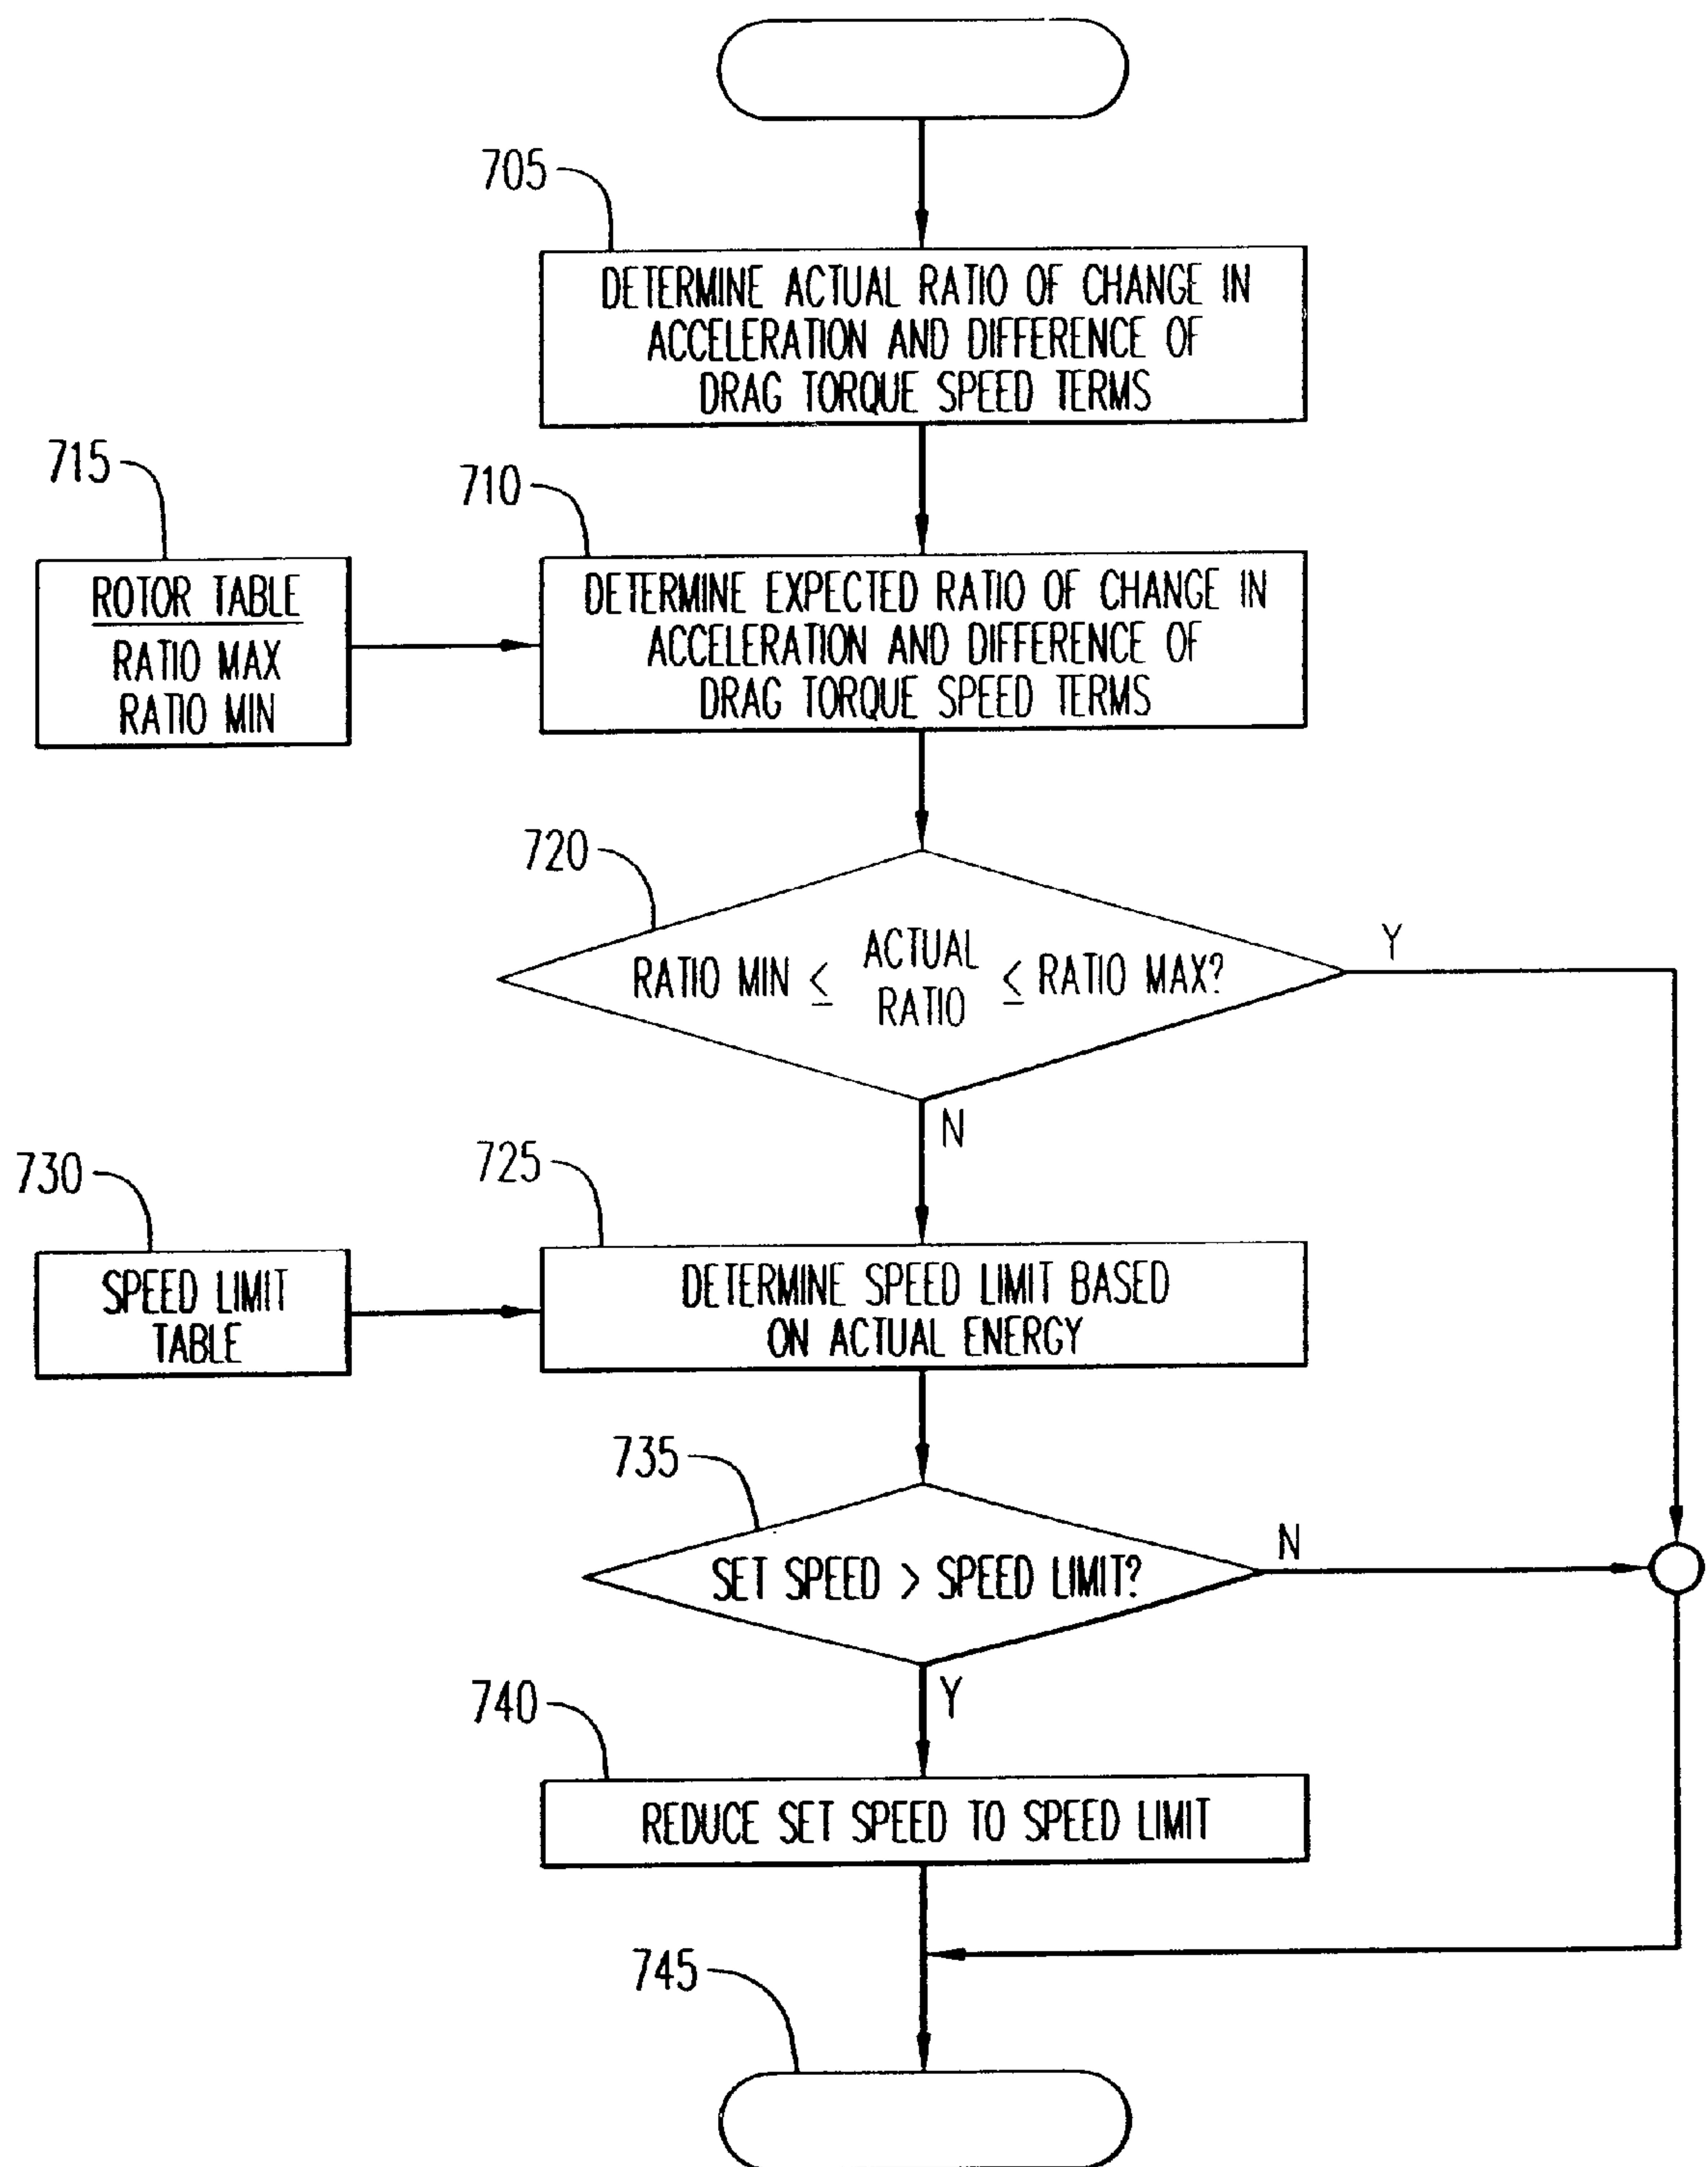 705
DETERMINE ACTUAL RATIO OF CHANGE IN
ACCELERATION AND DIFFERENCE OF
DRAG TORQUE SPEED TERMS
715
ROTOR TABLE
RATIO MAX
RATIO MIN
710
DETERMINE EXPECTED RATIO OF CHANGE IN
ACCELERATION AND DIFFERENCE OF
DRAG TORQUE SPEED TERMS
720
RATIO MIN ≤ ACTUAL RATIO ≤ RATIO MAX?
Y
N
730
SPEED LIMIT
TABLE
725
DETERMINE SPEED LIMIT BASED
ON ACTUAL ENERGY
735
SET SPEED > SPEED LIMIT?
N
Y
740
REDUCE SET SPEED TO SPEED LIMIT
745